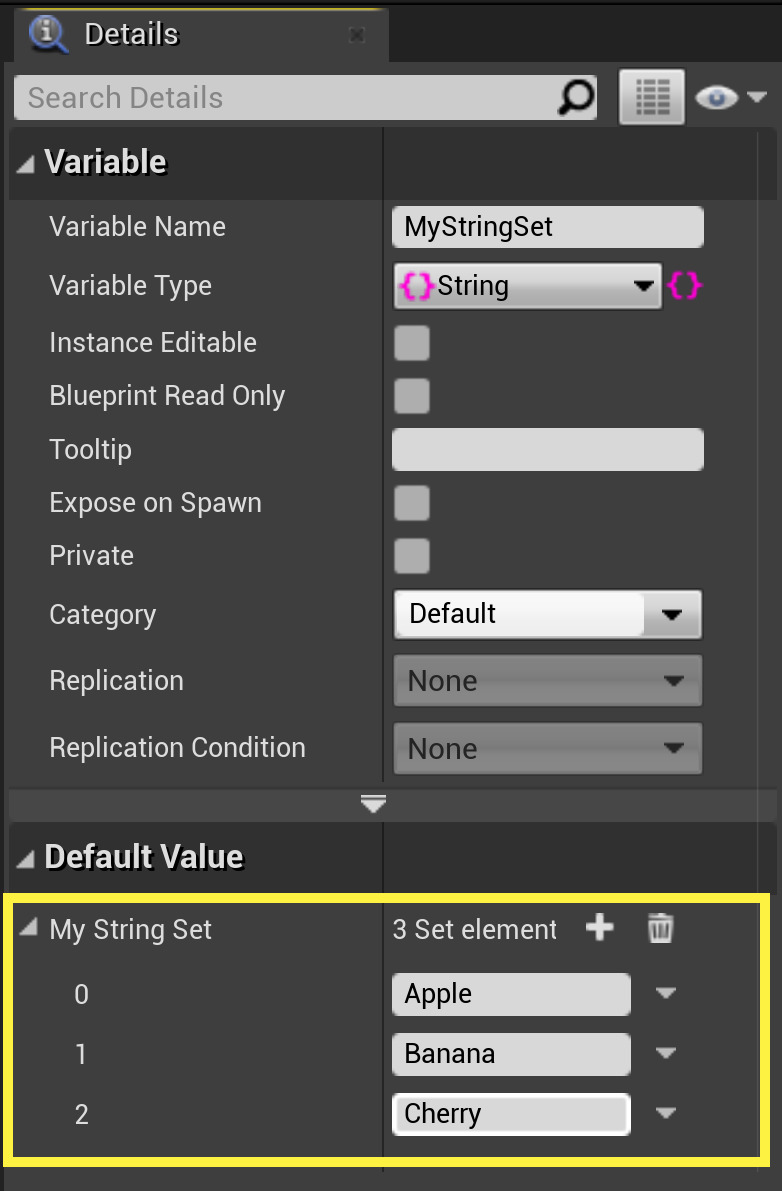 Details
Search Details
Variable
Variable Name MyStringSet
Variable Type {}String {}
Instance Editable
Blueprint Read Only
Tooltip
Expose on Spawn
Private
Category Default
Replication None
Replication Condition None
Default Value
My String Set 3 Set element
0 Apple
1 Banana
2 Cherry